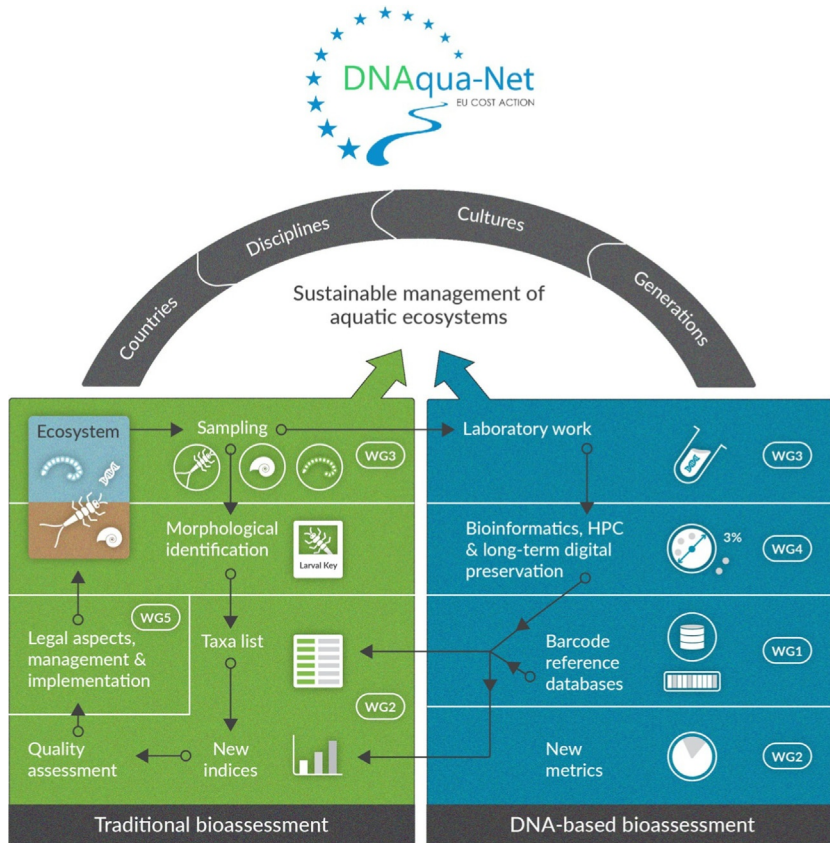 DNAqua-Net
EU COST ACTION
Countries
Disciplines
Cultures
Generations
Sustainable management of
aquatic ecosystems
Ecosystem
Sampling
WG3
Laboratory work
WG3
Morphological
identification
Larval Key
Bioinformatics, HPC
& long-term digital
preservation
3%
WG4
WG5
Legal aspects,
management &
implementation
Taxa list
WG2
Barcode
reference
databases
WG1
Quality
assessment
New
indices
New
metrics
WG2
Traditional bioassessment
DNA-based bioassessment